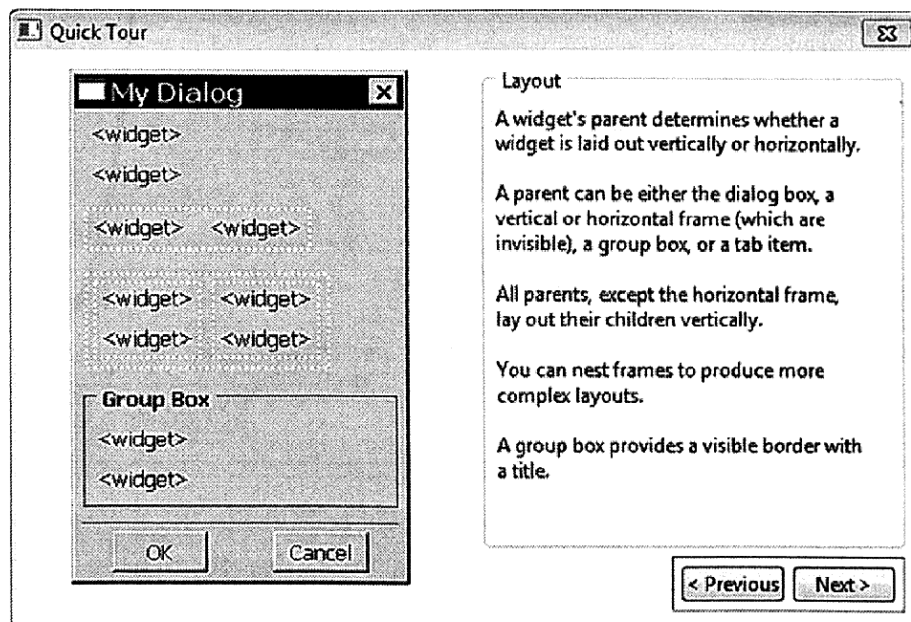 Quick Tour
My Dialog
<widget>
<widget>
<widget> <widget>
<widget> <widget>
<widget> <widget>
Group Box
<widget>
<widget>
OK Cancel
Layout
A widget's parent determines whether a
widget is laid out vertically or horizontally.
A parent can be either the dialog box, a
vertical or horizontal frame (which are
invisible), a group box, or a tab item.
All parents, except the horizontal frame,
lay out their children vertically.
You can nest frames to produce more
complex layouts.
A group box provides a visible border with
a title.
< Previous Next >